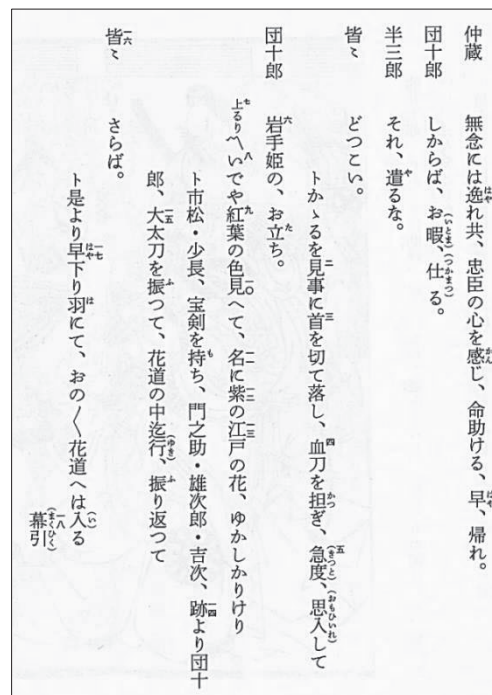 仲蔵 無念には逸れ共、忠臣の心を感じ、命助ける、早、帰れ。
団十郎 しからば、お暇、仕る。
半三郎 それ、遣るな。
皆〻 どつこい。
ト かゝるを見事に首を切て落し、血刀を担ぎ、急度、思入して
団十郎 岩手姫の、お立ち。
上るり〽いでや紅葉の色見へて、名に紫の江戸の花、ゆかしかりけり
ト市松・少長、宝剣を持ち、門之助・雄次郎・吉次、跡より団十
郎、大太刀を振つて、花道の中迄行、振り返つて
皆〻 さらば。
ト是より早下り羽にて、おの〳〵花道へは入る
幕引